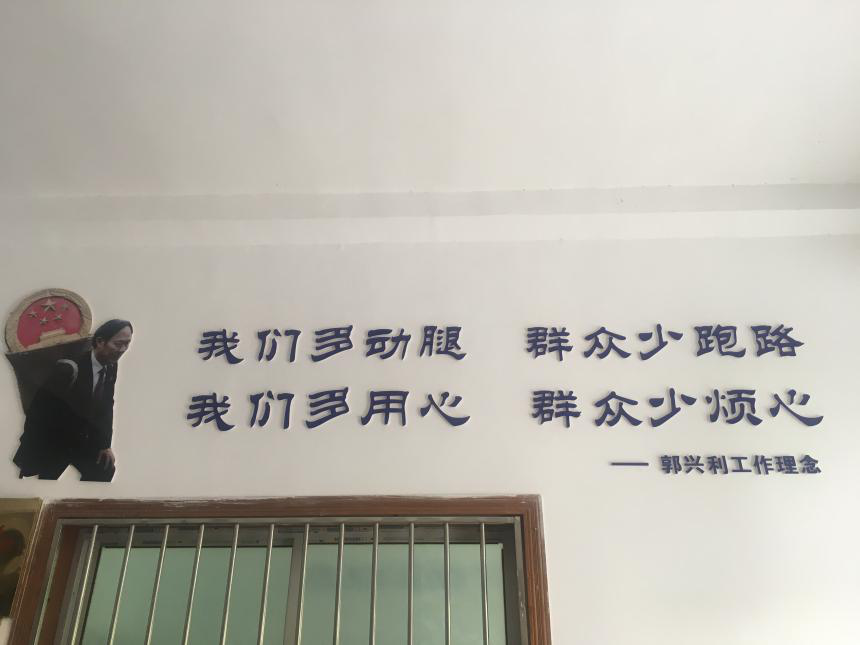 我们多动腿 群众少跑路
我们多用心 群众少烦心
—— 郭兴利工作理念